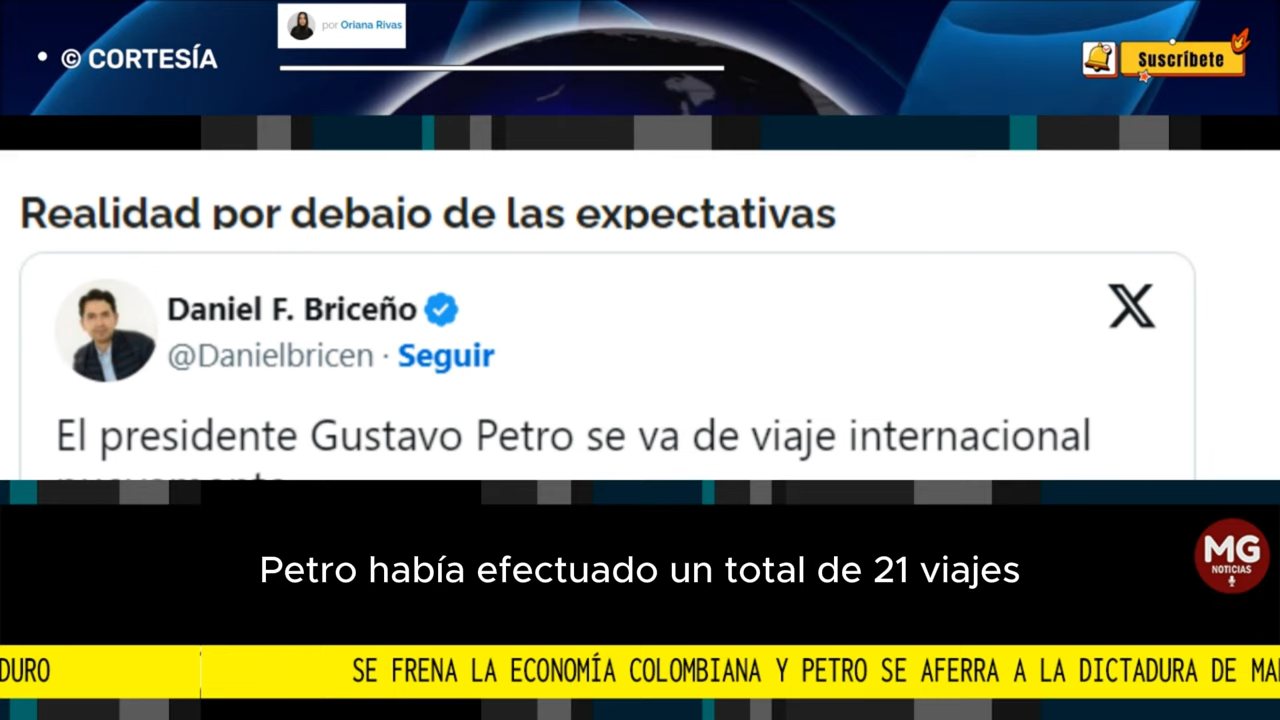 por Oriana Rivas
• © CORTESÍA
Suscríbete
Realidad por debajo de las expectativas
Daniel F. Briceño
@Danielbricen · Seguir
El presidente Gustavo Petro se va de viaje internacional
Petro había efectuado un total de 21 viajes
MG
NOTICIAS
DURO
SE FRENA LA ECONOMÍA COLOMBIANA Y PETRO SE AFERRA A LA DICTADURA DE